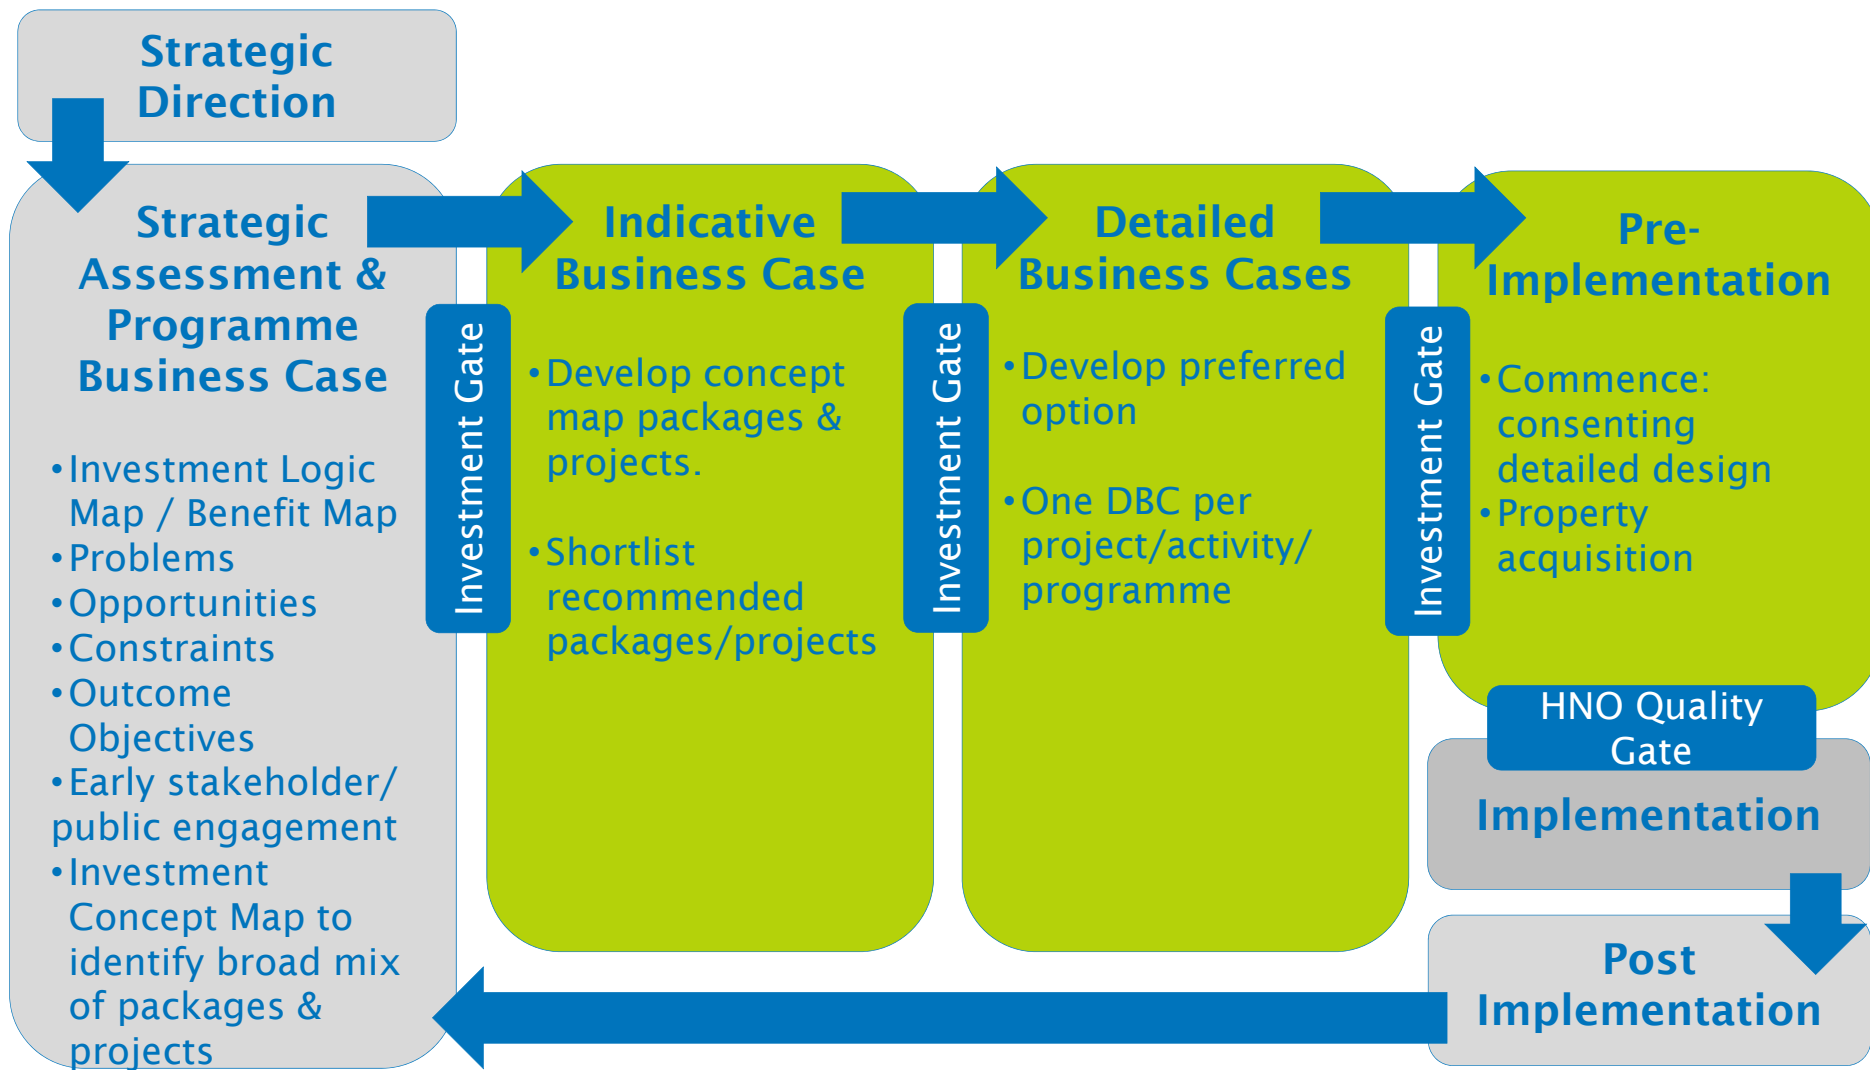 Strategic
Direction
Strategic
Assessment &
Programme
Business Case
•Investment Logic
Map / Benefit Map
•Problems
•Opportunities
•Constraints
•Outcome
Objectives
•Early stakeholder/
public engagement
•Investment
Concept Map to
identify broad mix
of packages &
projects
Investment Gate
Indicative
Business Case
•Develop concept
map packages &
projects.
•Shortlist
recommended
packages/projects
Investment Gate
Detailed
Business Cases
•Develop preferred
option
•One DBC per
project/activity/
programme
Investment Gate
Pre-
Implementation
•Commence:
consenting
detailed design
•Property
acquisition
HNO Quality
Gate
Implementation
Post
Implementation